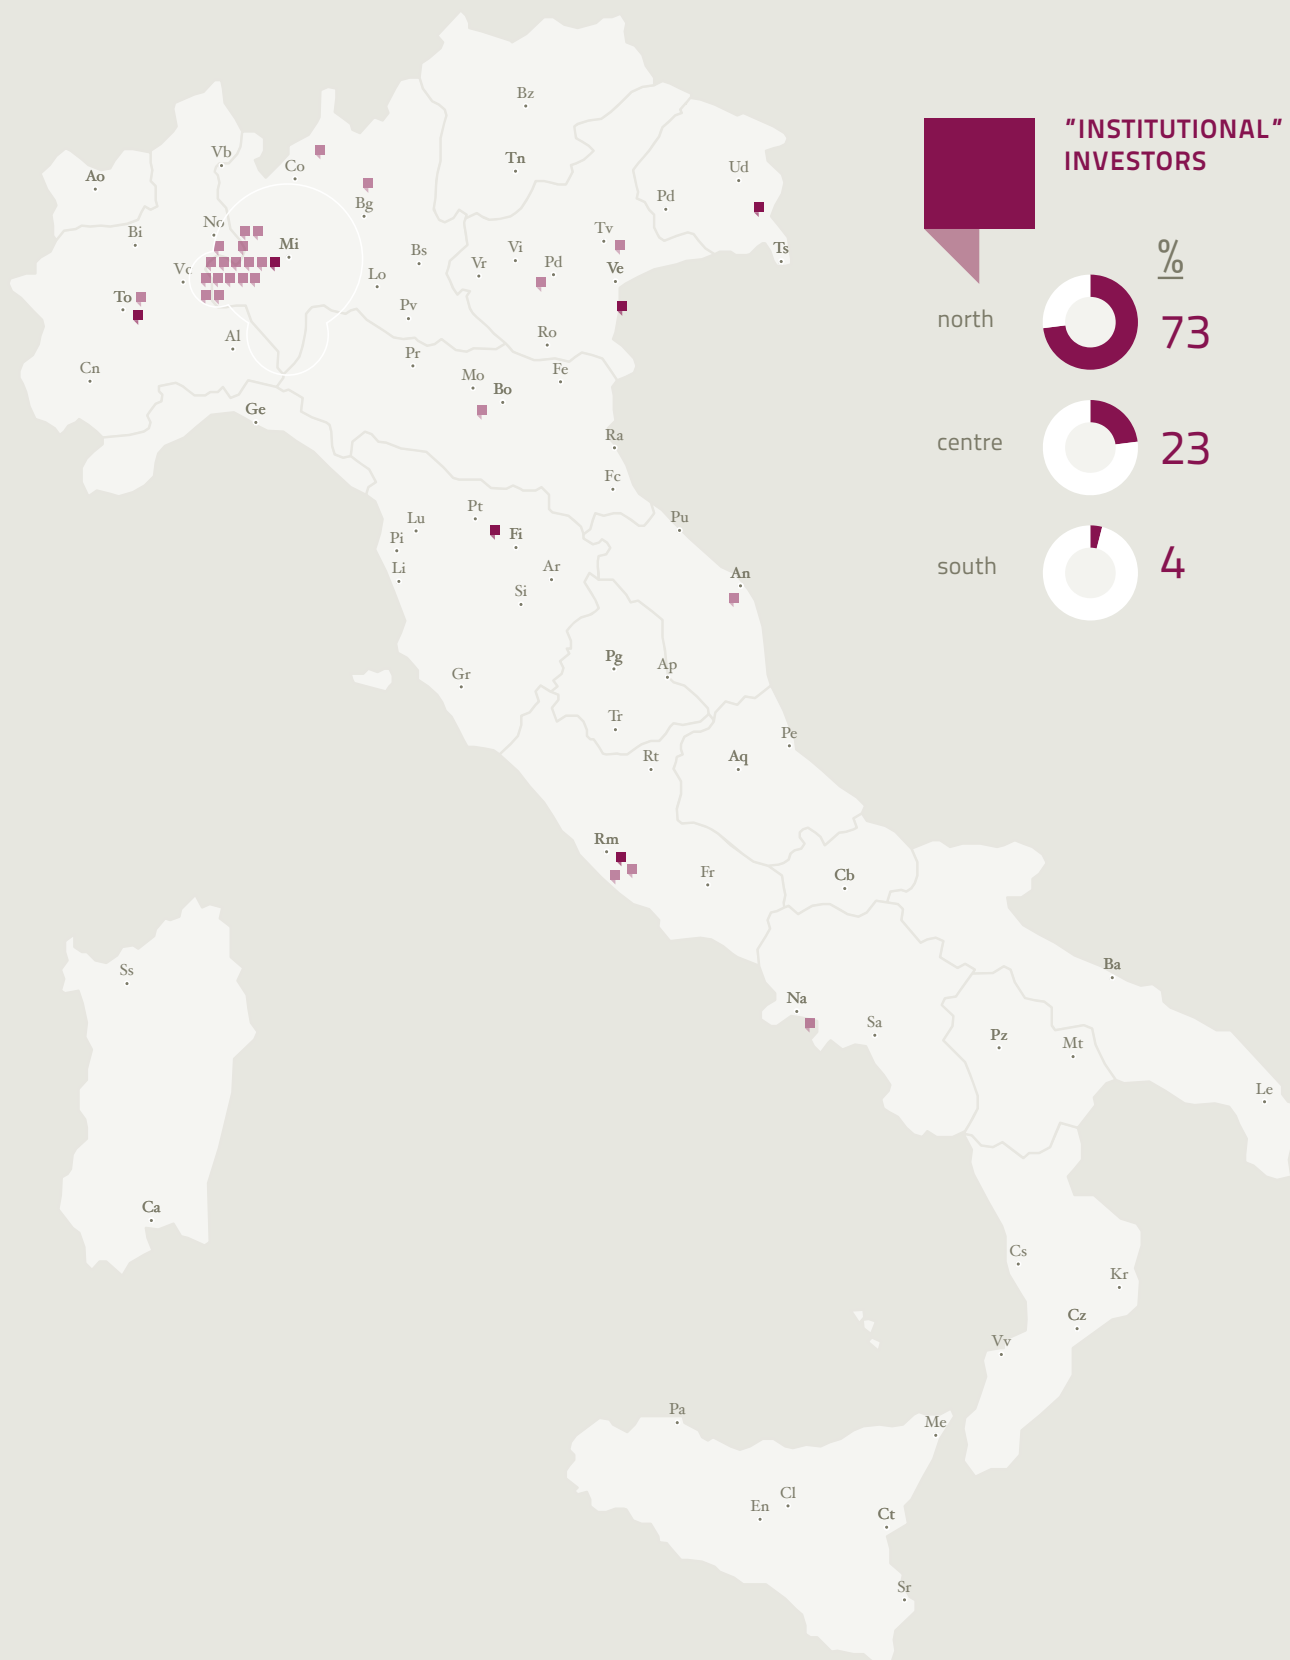 "INSTITUTIONAL"
INVESTORS
%
north
73
centre
23
south
4
Bz
Vb
Tn
Co
Ud
Ao
Bg
Pd
No
Bi
Mi
Tv
Ts
Bs
Vi
Vr
Pd
Ve
Lo
Vc
To
Pv
Al
Ro
Pr
Cn
Mo
Bo
Fe
Ge
Ra
Fc
Pt
Lu
Pu
Pi
Fi
Li
Ar
An
Si
Pg
Ap
Gr
Tr
Pe
Rt
Aq
Rm
Fr
Cb
Ss
Ba
Na
Sa
Pz
Mt
Le
Ca
Cs
Kr
Cz
Vv
Pa
Me
Cl
En
Ct
Sr